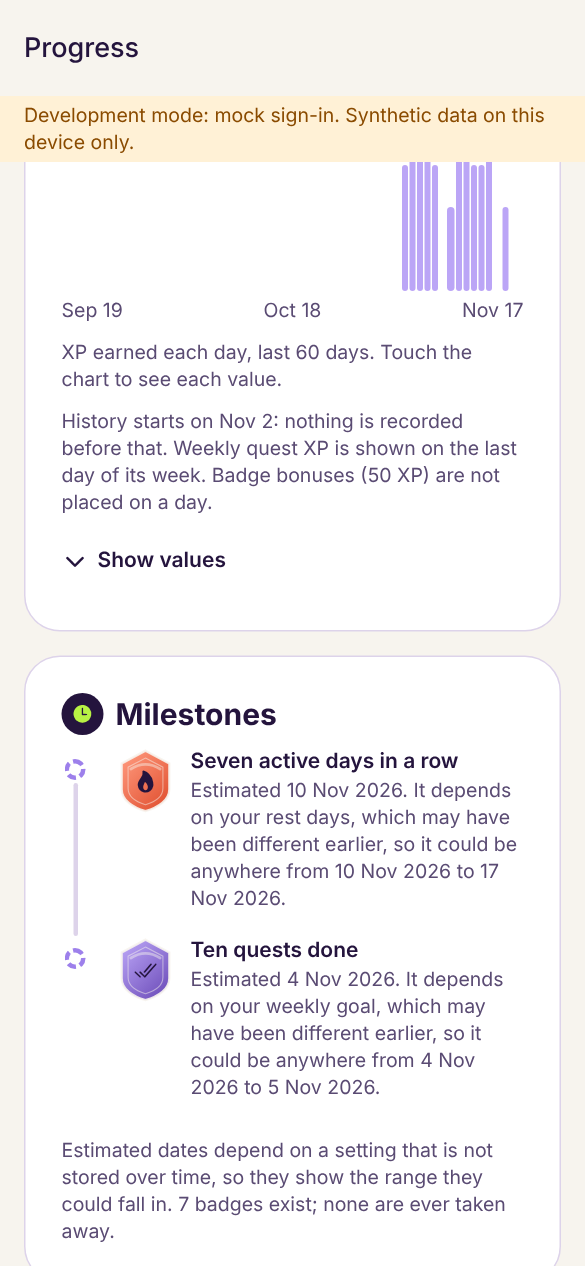 Progress
Development mode: mock sign-in. Synthetic data on this
device only.
Sep 19 Oct 18 Nov 17
XP earned each day, last 60 days. Touch the
chart to see each value.
History starts on Nov 2: nothing is recorded
before that. Weekly quest XP is shown on the last
day of its week. Badge bonuses (50 XP) are not
placed on a day.
Show values
Milestones
Seven active days in a row
Estimated 10 Nov 2026. It depends
on your rest days, which may have
been different earlier, so it could be
anywhere from 10 Nov 2026 to 17
Nov 2026.
Ten quests done
Estimated 4 Nov 2026. It depends
on your weekly goal, which may
have been different earlier, so it
could be anywhere from 4 Nov
2026 to 5 Nov 2026.
Estimated dates depend on a setting that is not
stored over time, so they show the range they
could fall in. 7 badges exist; none are ever taken
away.